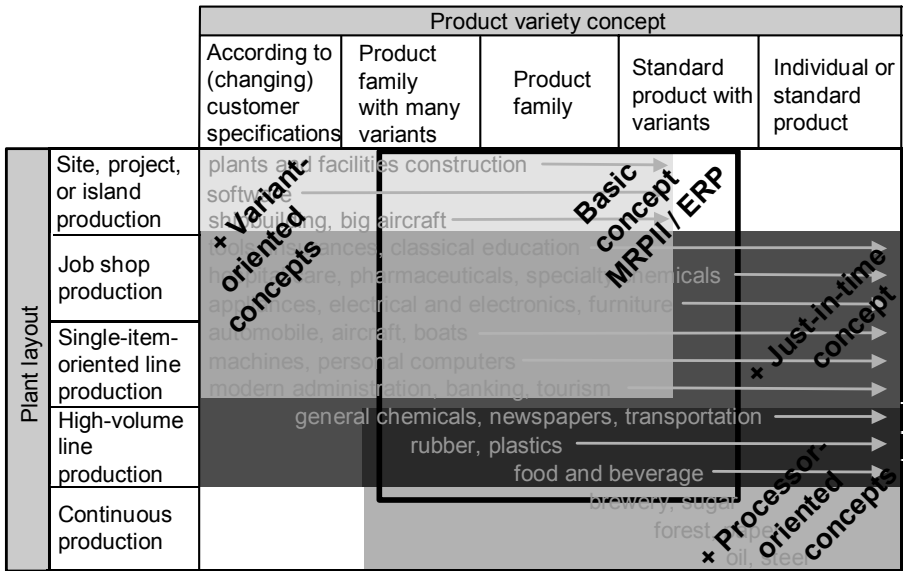 Product variety concept
According to
(changing)
customer
specifications
Product
family
with many
variants
Product
family
Standard
product with
variants
Individual or
standard
product
Plant layout
Site, project,
or island
production
Job shop
production
Single-item-
oriented line
production
High-volume
line
production
Continuous
production
plants and facilities construction
software
shipbuilding, big aircraft
tools, insurances, classical education
hospital care, pharmaceuticals, specialty chemicals
appliances, electrical and electronics, furniture
automobile, aircraft, boats
machines, personal computers
modern administration, banking, tourism
general chemicals, newspapers, transportation
rubber, plastics
food and beverage
brewery, sugar
forest, paper
oil, steel
+ Variant-
oriented
concepts
Basic
concept
MRPII / ERP
+ Just-in-time
concept
+ Processor-
oriented
concepts